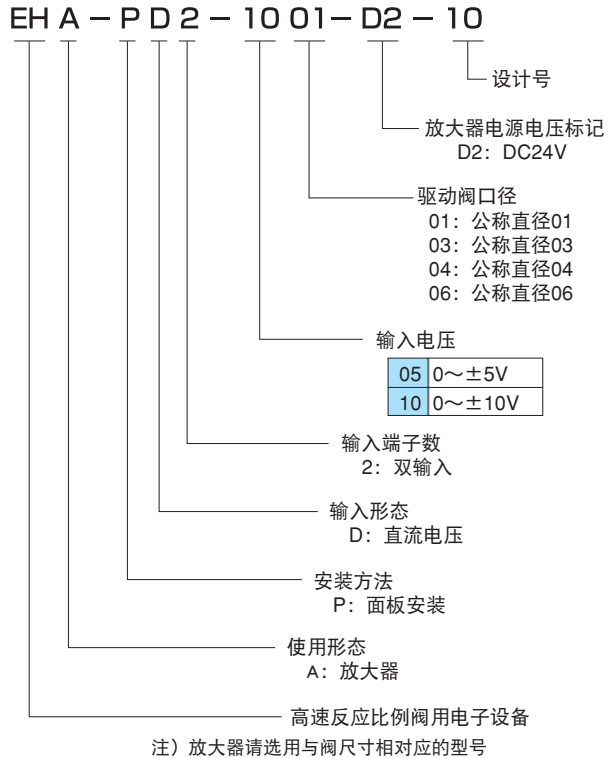 EHA-PD2-1001-D2-10
设计号
放大器电源电压标记
D2：DC24V
驱动阀口径
01：公称直径01
03：公称直径03
04：公称直径04
06：公称直径06
输入电压
05 0～±5V
10 0～±10V
输入端子数
2：双输入
输入形态
D：直流电压
安装方法
P：面板安装
使用形态
A：放大器
高速反应比例阀用电子设备
注）放大器请选用与阀尺寸相对应的型号